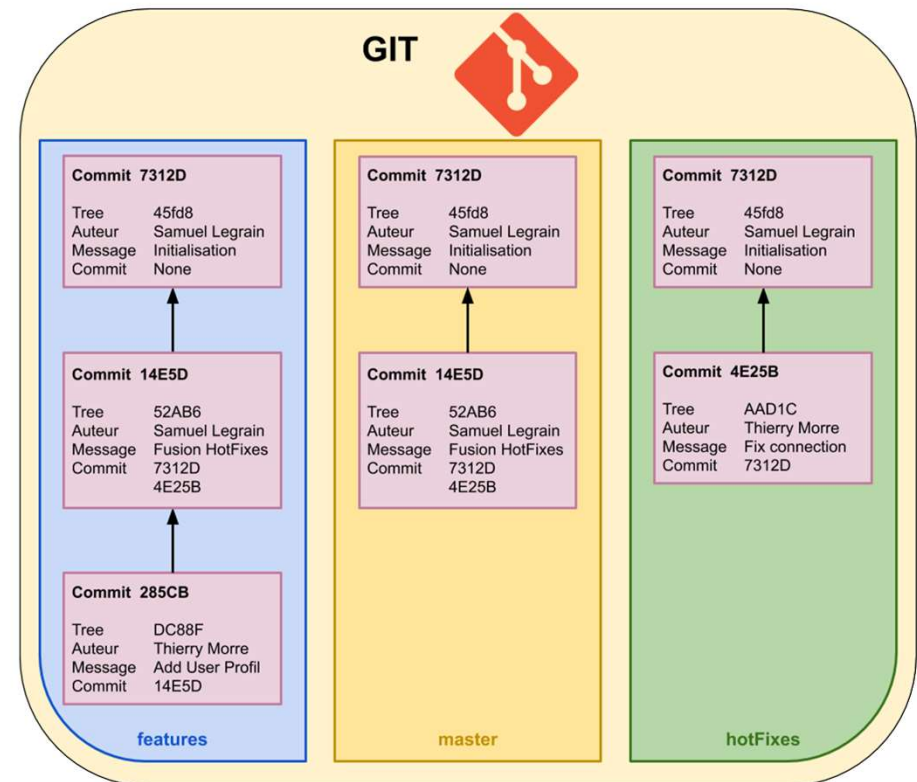 GIT
Commit 7312D
Tree 45fd8
Auteur Samuel Legrain
Message Initialisation
Commit None
Commit 14E5D
Tree 52AB6
Auteur Samuel Legrain
Message Fusion HotFixes
Commit 7312D
4E25B
Commit 285CB
Tree DC88F
Auteur Thierry Morre
Message Add User Profil
Commit 14E5D
features
Commit 7312D
Tree 45fd8
Auteur Samuel Legrain
Message Initialisation
Commit None
Commit 14E5D
Tree 52AB6
Auteur Samuel Legrain
Message Fusion HotFixes
Commit 7312D
4E25B
master
Commit 7312D
Tree 45fd8
Auteur Samuel Legrain
Message Initialisation
Commit None
Commit 4E25B
Tree AAD1C
Auteur Thierry Morre
Message Fix connection
Commit 7312D
hotFixes